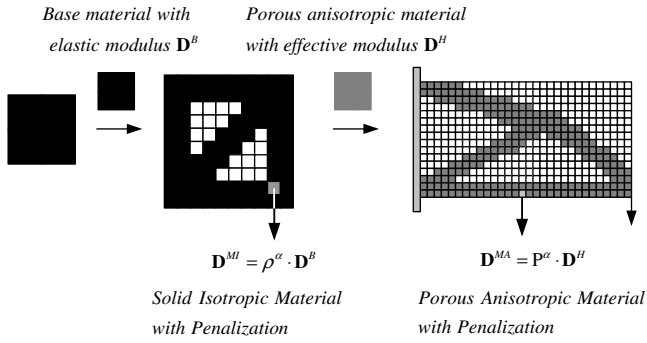 Base material with
elastic modulus D^B
Porous anisotropic material
with effective modulus D^H
D^{MI} = ρ^α · D^B
D^{MA} = P^α · D^H
Solid Isotropic Material
with Penalization
Porous Anisotropic Material
with Penalization